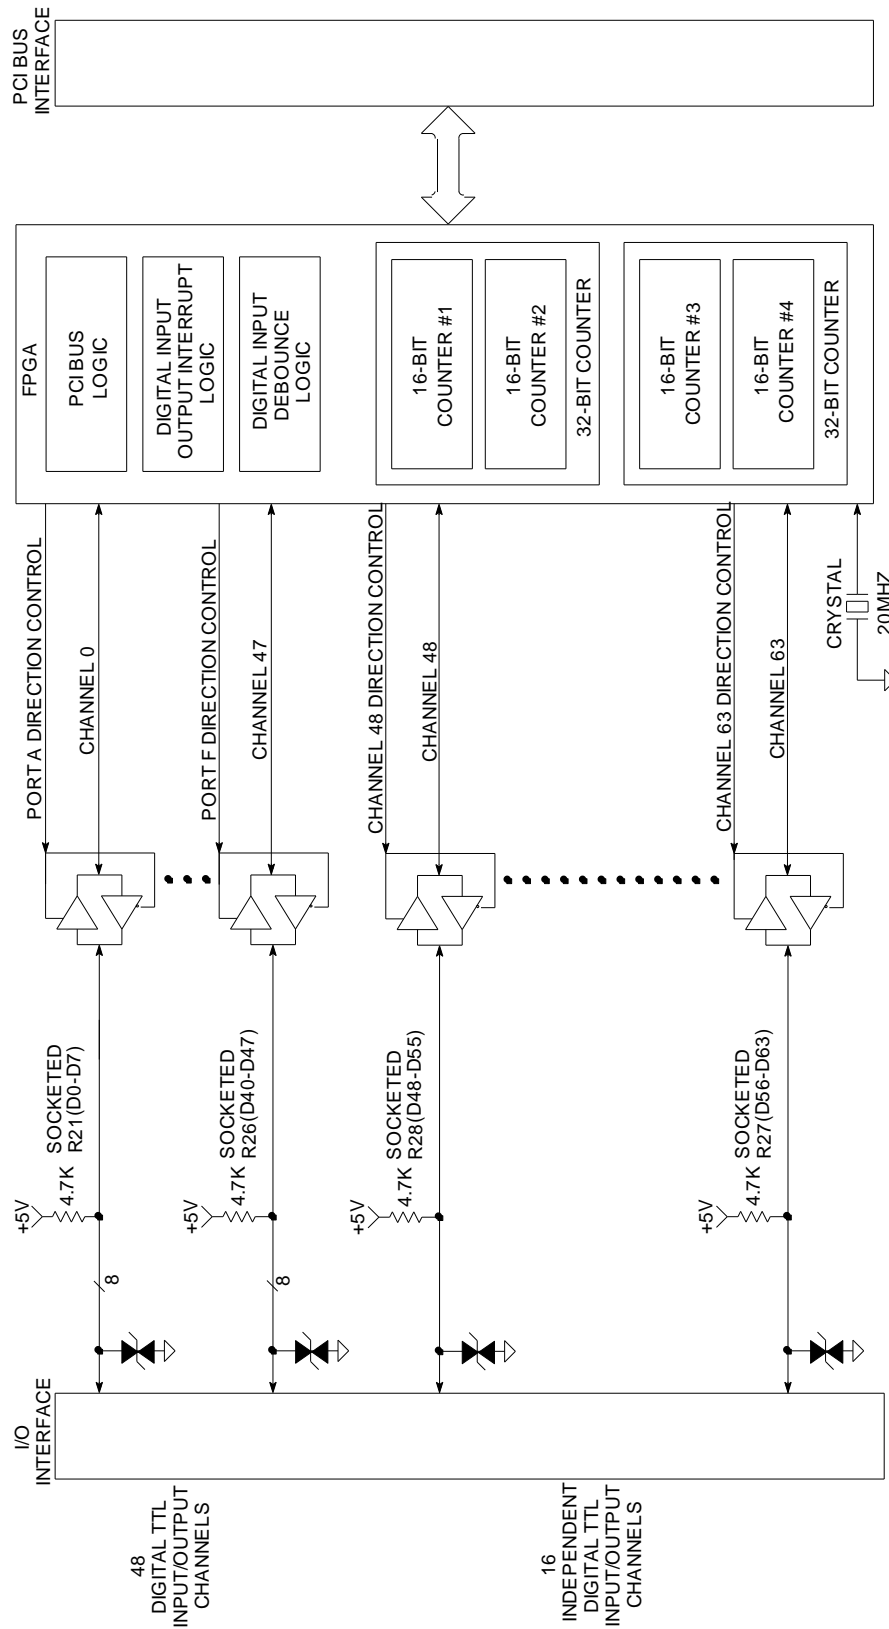 PCI BUS
INTERFACE
FPGA
PCI BUS
LOGIC
DIGITAL INPUT
OUTPUT INTERRUPT
LOGIC
DIGITAL INPUT
DEBOUNCE
LOGIC
16-BIT
COUNTER #1
16-BIT
COUNTER #2
32-BIT COUNTER
16-BIT
COUNTER #3
16-BIT
COUNTER #4
32-BIT COUNTER
PORT A DIRECTION CONTROL
CHANNEL 0
PORT F DIRECTION CONTROL
CHANNEL 47
CHANNEL 48 DIRECTION CONTROL
CHANNEL 48
CHANNEL 63 DIRECTION CONTROL
CHANNEL 63
CRYSTAL
20MHZ
+5V
4.7K
SOCKETED
R21(D0-D7)
8
+5V
4.7K
SOCKETED
R26(D40-D47)
8
+5V
4.7K
SOCKETED
R28(D48-D55)
+5V
4.7K
SOCKETED
R27(D56-D63)
I/O
INTERFACE
48
DIGITAL TTL
INPUT/OUTPUT
CHANNELS
16
INDEPENDENT
DIGITAL TTL
INPUT/OUTPUT
CHANNELS